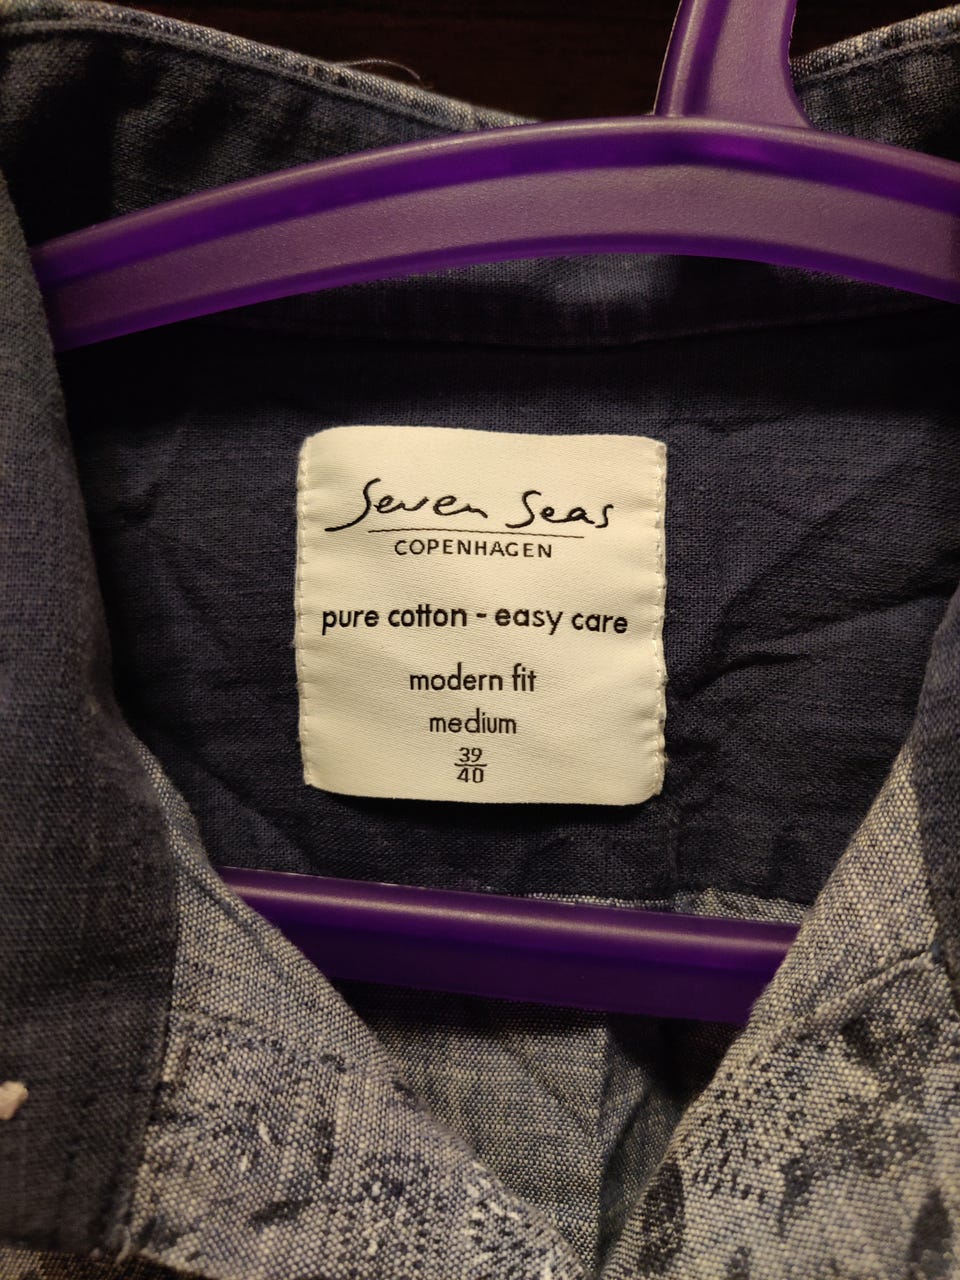 Seven Seas
COPENHAGEN
pure cotton - easy care
modern fit
medium
39
40